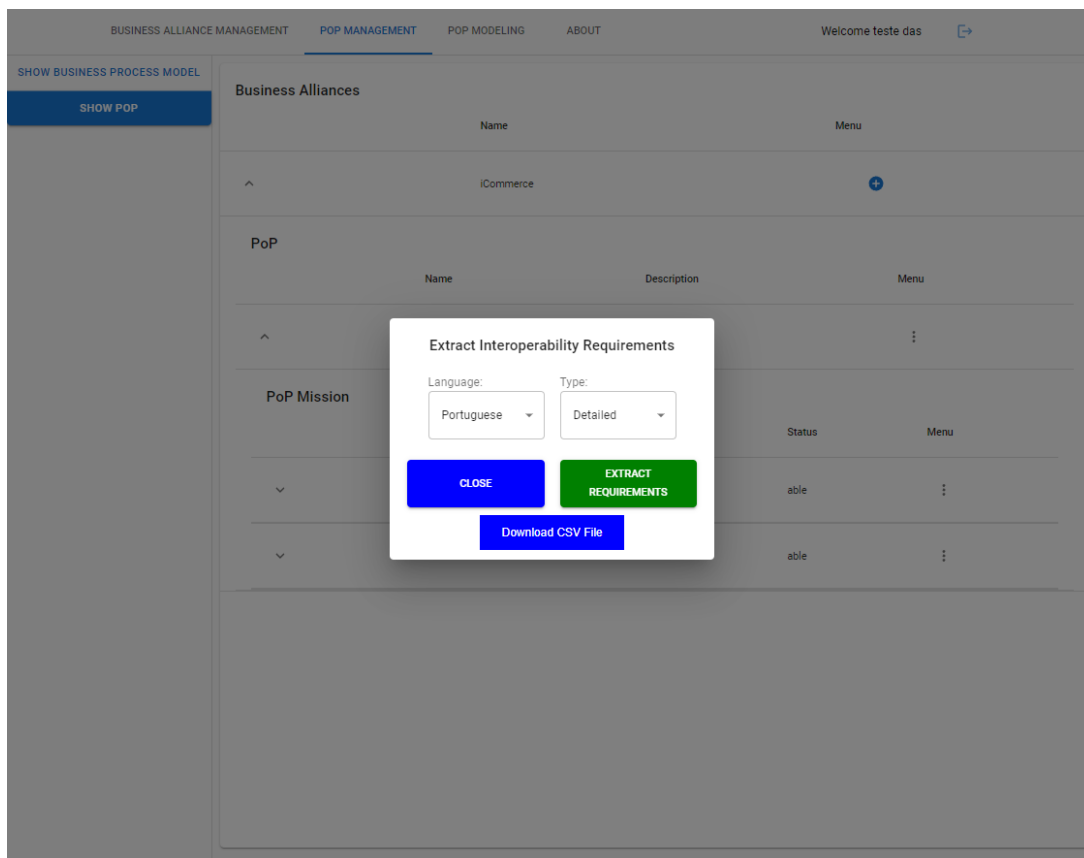 BUSINESS ALLIANCE MANAGEMENT POP MANAGEMENT POP MODELING ABOUT Welcome teste das
SHOW BUSINESS PROCESS MODEL
SHOW POP
Business Alliances
Name Menu
iCommerce
PoP
Name Description Menu
Extract Interoperability Requirements
Language: Type:
Portuguese Detailed
CLOSE
EXTRACT
REQUIREMENTS
Download CSV File
PoP Mission
Status Menu
able
able